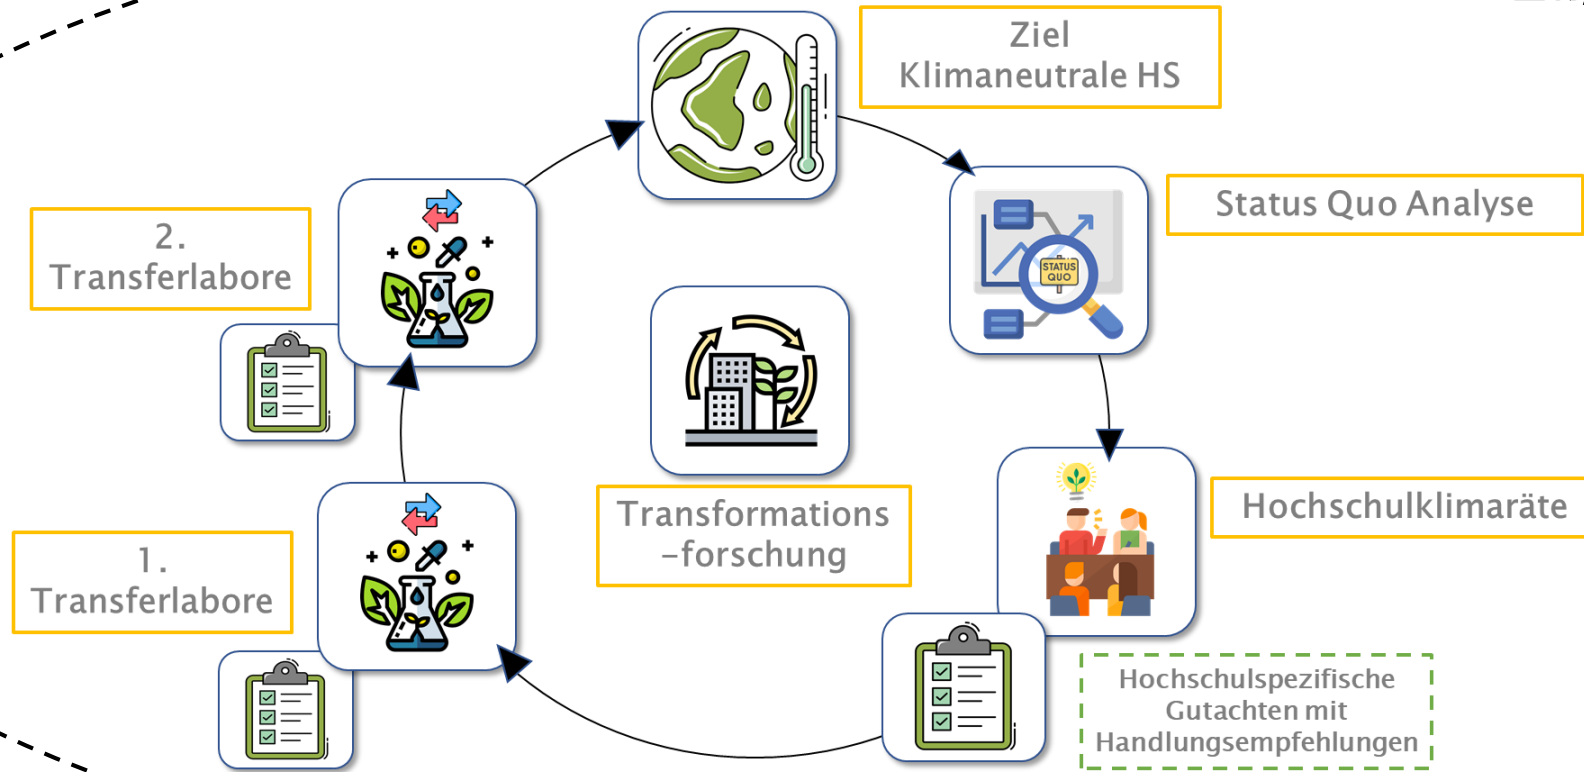 Ziel
Klimaneutrale HS
Status Quo Analyse
STATUS
QUO
2.
Transferlabore
Transformations
-forschung
Hochschulklimaräte
1.
Transferlabore
Hochschulspezifische
Gutachten mit
Handlungsempfehlungen